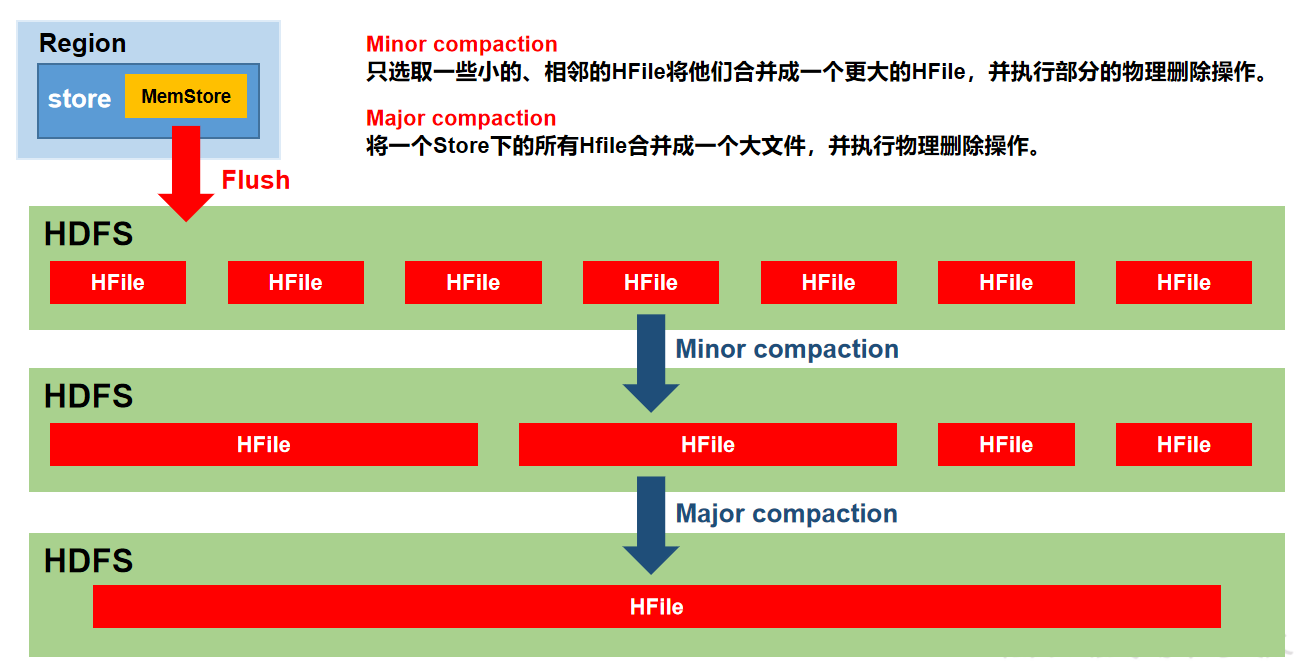 Region
store
MemStore
Flush
Minor compaction
只选取一些小的、相邻的HFile将他们合并成一个更大的HFile，并执行部分的物理删除操作。
Major compaction
将一个Store下的所有Hfile合并成一个大文件，并执行物理删除操作。
HDFS
HFile HFile HFile HFile HFile HFile HFile
Minor compaction
HDFS
HFile HFile HFile HFile
Major compaction
HDFS
HFile